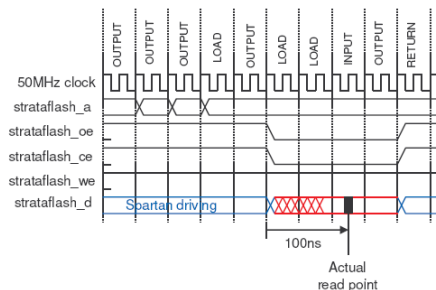 OUTPUT
OUTPUT
OUTPUT
LOAD
OUTPUT
LOAD
LOAD
INPUT
OUTPUT
RETURN
50MHz clock
strataflash_a
strataflash_oe
strataflash_ce
strataflash_we
strataflash_d
Spartan driving
100ns
Actual
read point